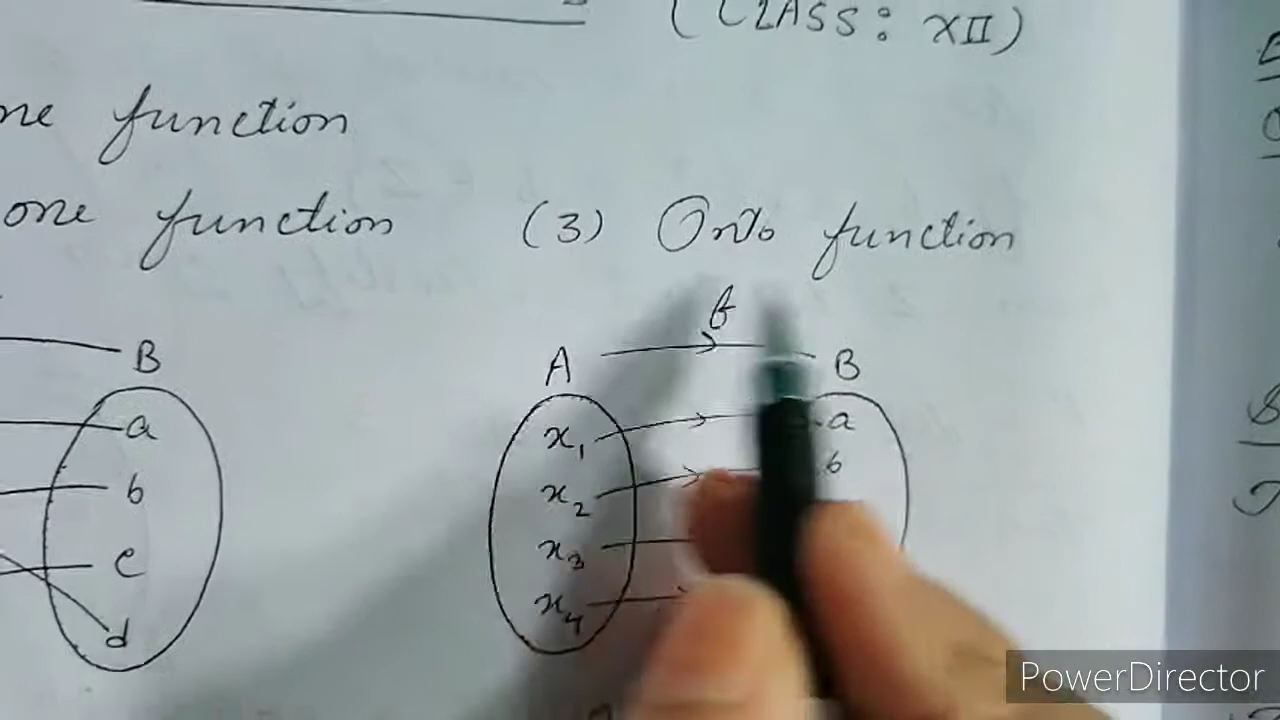 (CLASS: XII)
function
one function
(3) Onto function
f
B
A
B
a
x1
a
b
x2
b
c
x3
d
x4
PowerDirector